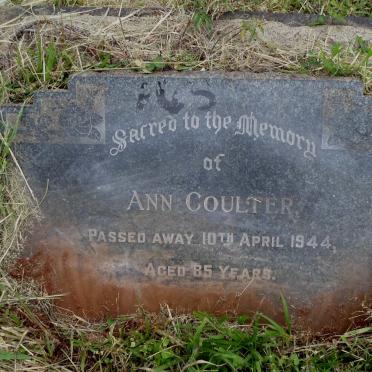 Sacred to the Memory
of
ANN COULTER,
PASSED AWAY 10TH APRIL 1944,
AGED 85 YEARS.